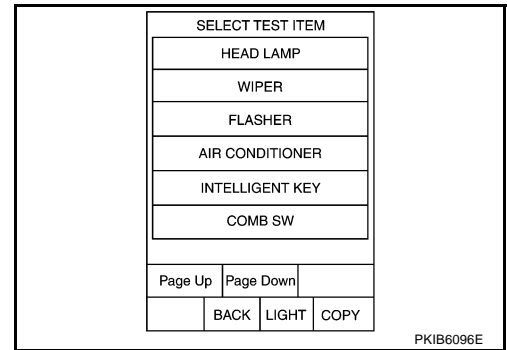 SELECT TEST ITEM
HEAD LAMP
WIPER
FLASHER
AIR CONDITIONER
INTELLIGENT KEY
COMB SW
Page Up Page Down
BACK LIGHT COPY
PKIB6096E